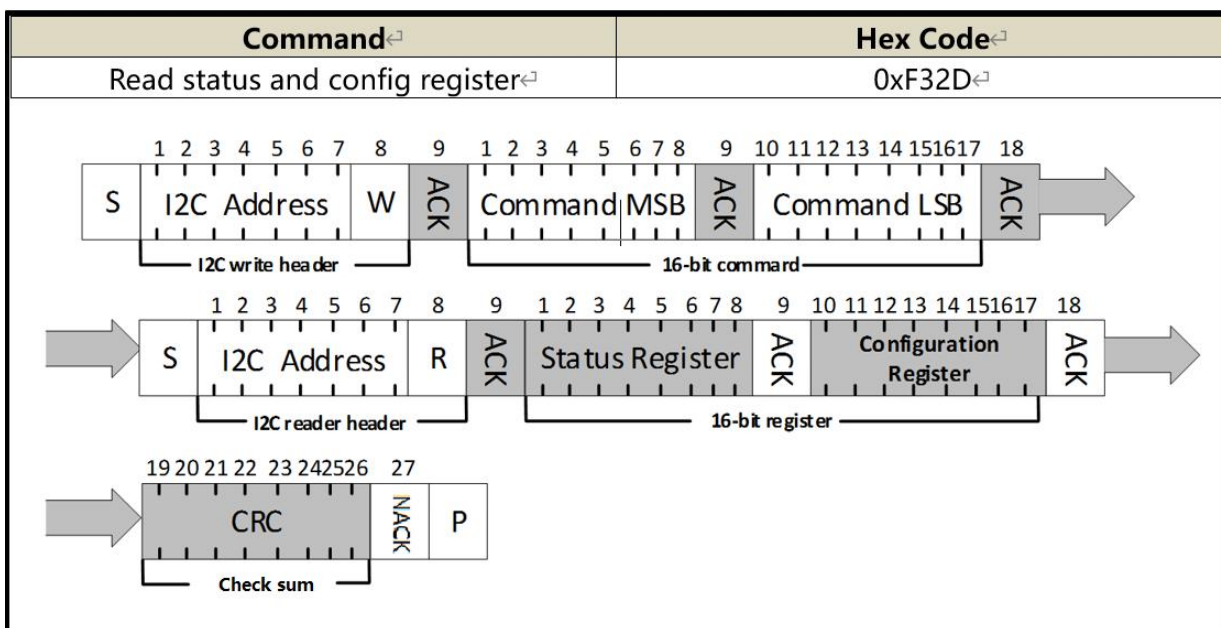 Command↵ Hex Code↵
Read status and config register↵ 0xF32D↵
1 2 3 4 5 6 7 8 9 1 2 3 4 5 6 7 8 9 10 11 12 13 14 15 16 17 18
S I2C Address W ACK Command MSB ACK Command LSB ACK
I2C write header 16-bit commard
1 2 3 4 5 6 7 8 9 1 2 3 4 5 6 7 8 9 10 11 12 13 14 15 16 17 18
S I2C Address R ACK Status Register ACK Configuration Register ACK
I2C reader header 16-bit register
19 20 21 22 23 24 25 26 27
CRC NACK P
Check sum